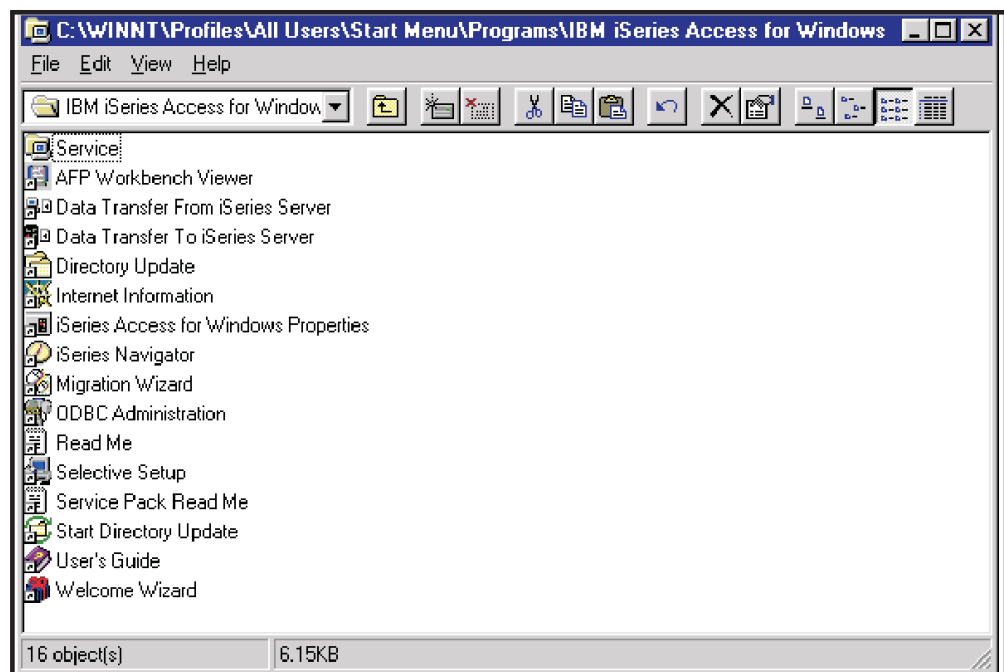 C:\WINNT\Profiles\All Users\Start Menu\Programs\IBM iSeries Access for Windows
File Edit View Help
IBM iSeries Access for Window
Service
AFP Workbench Viewer
Data Transfer From iSeries Server
Data Transfer To iSeries Server
Directory Update
Internet Information
iSeries Access for Windows Properties
iSeries Navigator
Migration Wizard
ODBC Administration
Read Me
Selective Setup
Service Pack Read Me
Start Directory Update
User's Guide
Welcome Wizard
16 object(s) 6.15KB